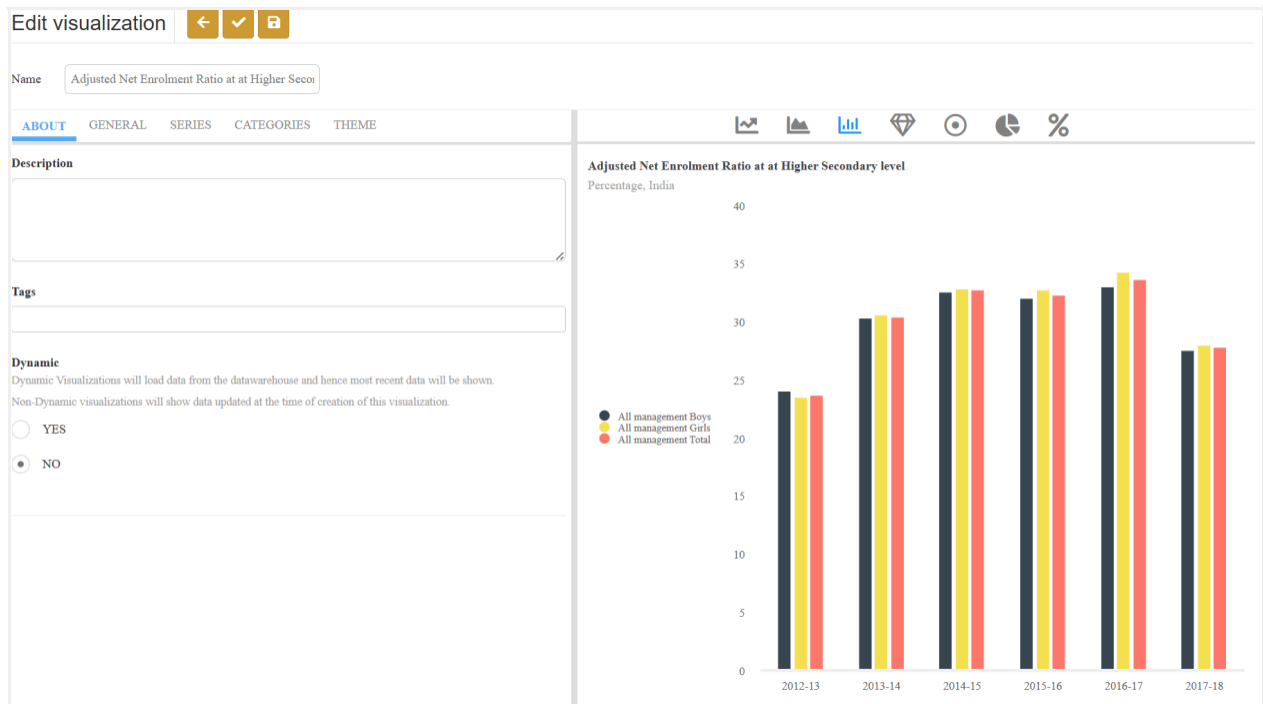 Edit visualization
Name
Adjusted Net Enrolment Ratio at at Higher Secon
ABOUT GENERAL SERIES CATEGORIES THEME
Description
Tags
Dynamic
Dynamic Visualizations will load data from the datawarehouse and hence most recent data will be shown.
Non-Dynamic visualizations will show data updated at the time of creation of this visualization.
YES
NO
Adjusted Net Enrolment Ratio at at Higher Secondary level
Percentage, India
All management Boys
All management Girls
All management Total
40
35
30
25
20
15
10
5
0
2012-13 2013-14 2014-15 2015-16 2016-17 2017-18